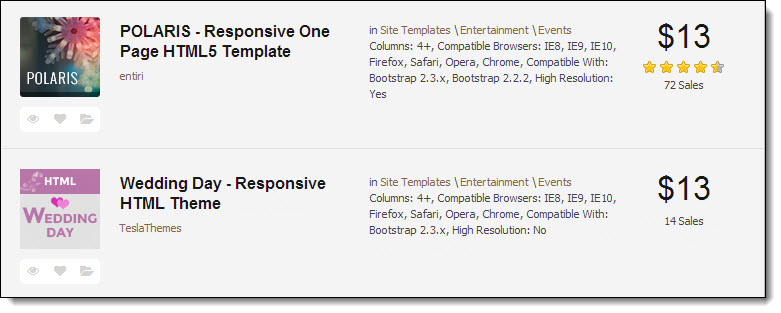 POLARIS
POLARIS - Responsive One
Page HTML5 Template
entiri
in Site Templates \ Entertainment \ Events
Columns: 4+, Compatible Browsers: IE8, IE9, IE10,
Firefox, Safari, Opera, Chrome, Compatible With:
Bootstrap 2.3.x, Bootstrap 2.2.2, High Resolution:
Yes
$13
72 Sales
HTML
WEDDING
DAY
Wedding Day - Responsive
HTML Theme
TeslaThemes
in Site Templates \ Entertainment \ Events
Columns: 4+, Compatible Browsers: IE8, IE9, IE10,
Firefox, Safari, Opera, Chrome, Compatible With:
Bootstrap 2.3.x, High Resolution: No
$13
14 Sales